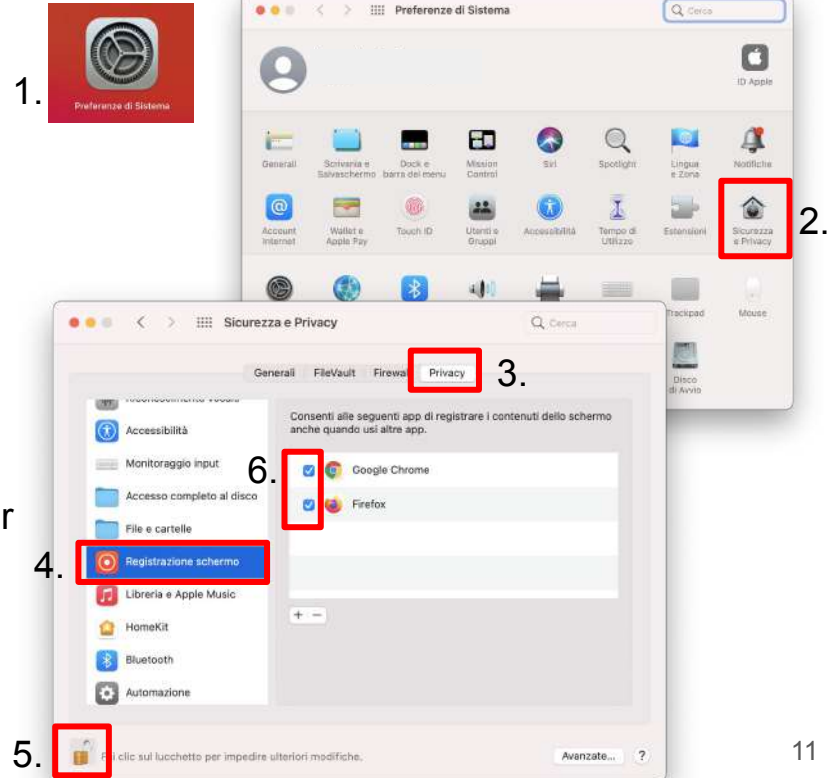 1.
Preferenze di Sistema
Preferenze di Sistema
Cerca
ID Apple
Generali
Scrivania e
Salvaschermo
Dock e
barra dei menu
Mission
Control
Siri
Spotlight
Lingua
e Zona
Notifiche
Account
Internet
Wallet e
Apple Pay
Touch ID
Utenti e
Gruppi
Accessibilità
Tempo di
Utilizzo
Estensioni
Sicurezza
e Privacy
2.
Trackpad
Mouse
Disco
di Avvio
Sicurezza e Privacy
Cerca
Generali
FileVault
Firewall
Privacy
3.
Accessibilità
Monitoraggio input
Accesso completo al disco
File e cartelle
4.
Registrazione schermo
Libreria e Apple Music
HomeKit
Bluetooth
Automazione
Consenti alle seguenti app di registrare i contenuti dello schermo
anche quando usi altre app.
6.
Google Chrome
Firefox
+ −
r
5.
clic sul lucchetto per impedire ulteriori modifiche.
Avanzate...
?
11